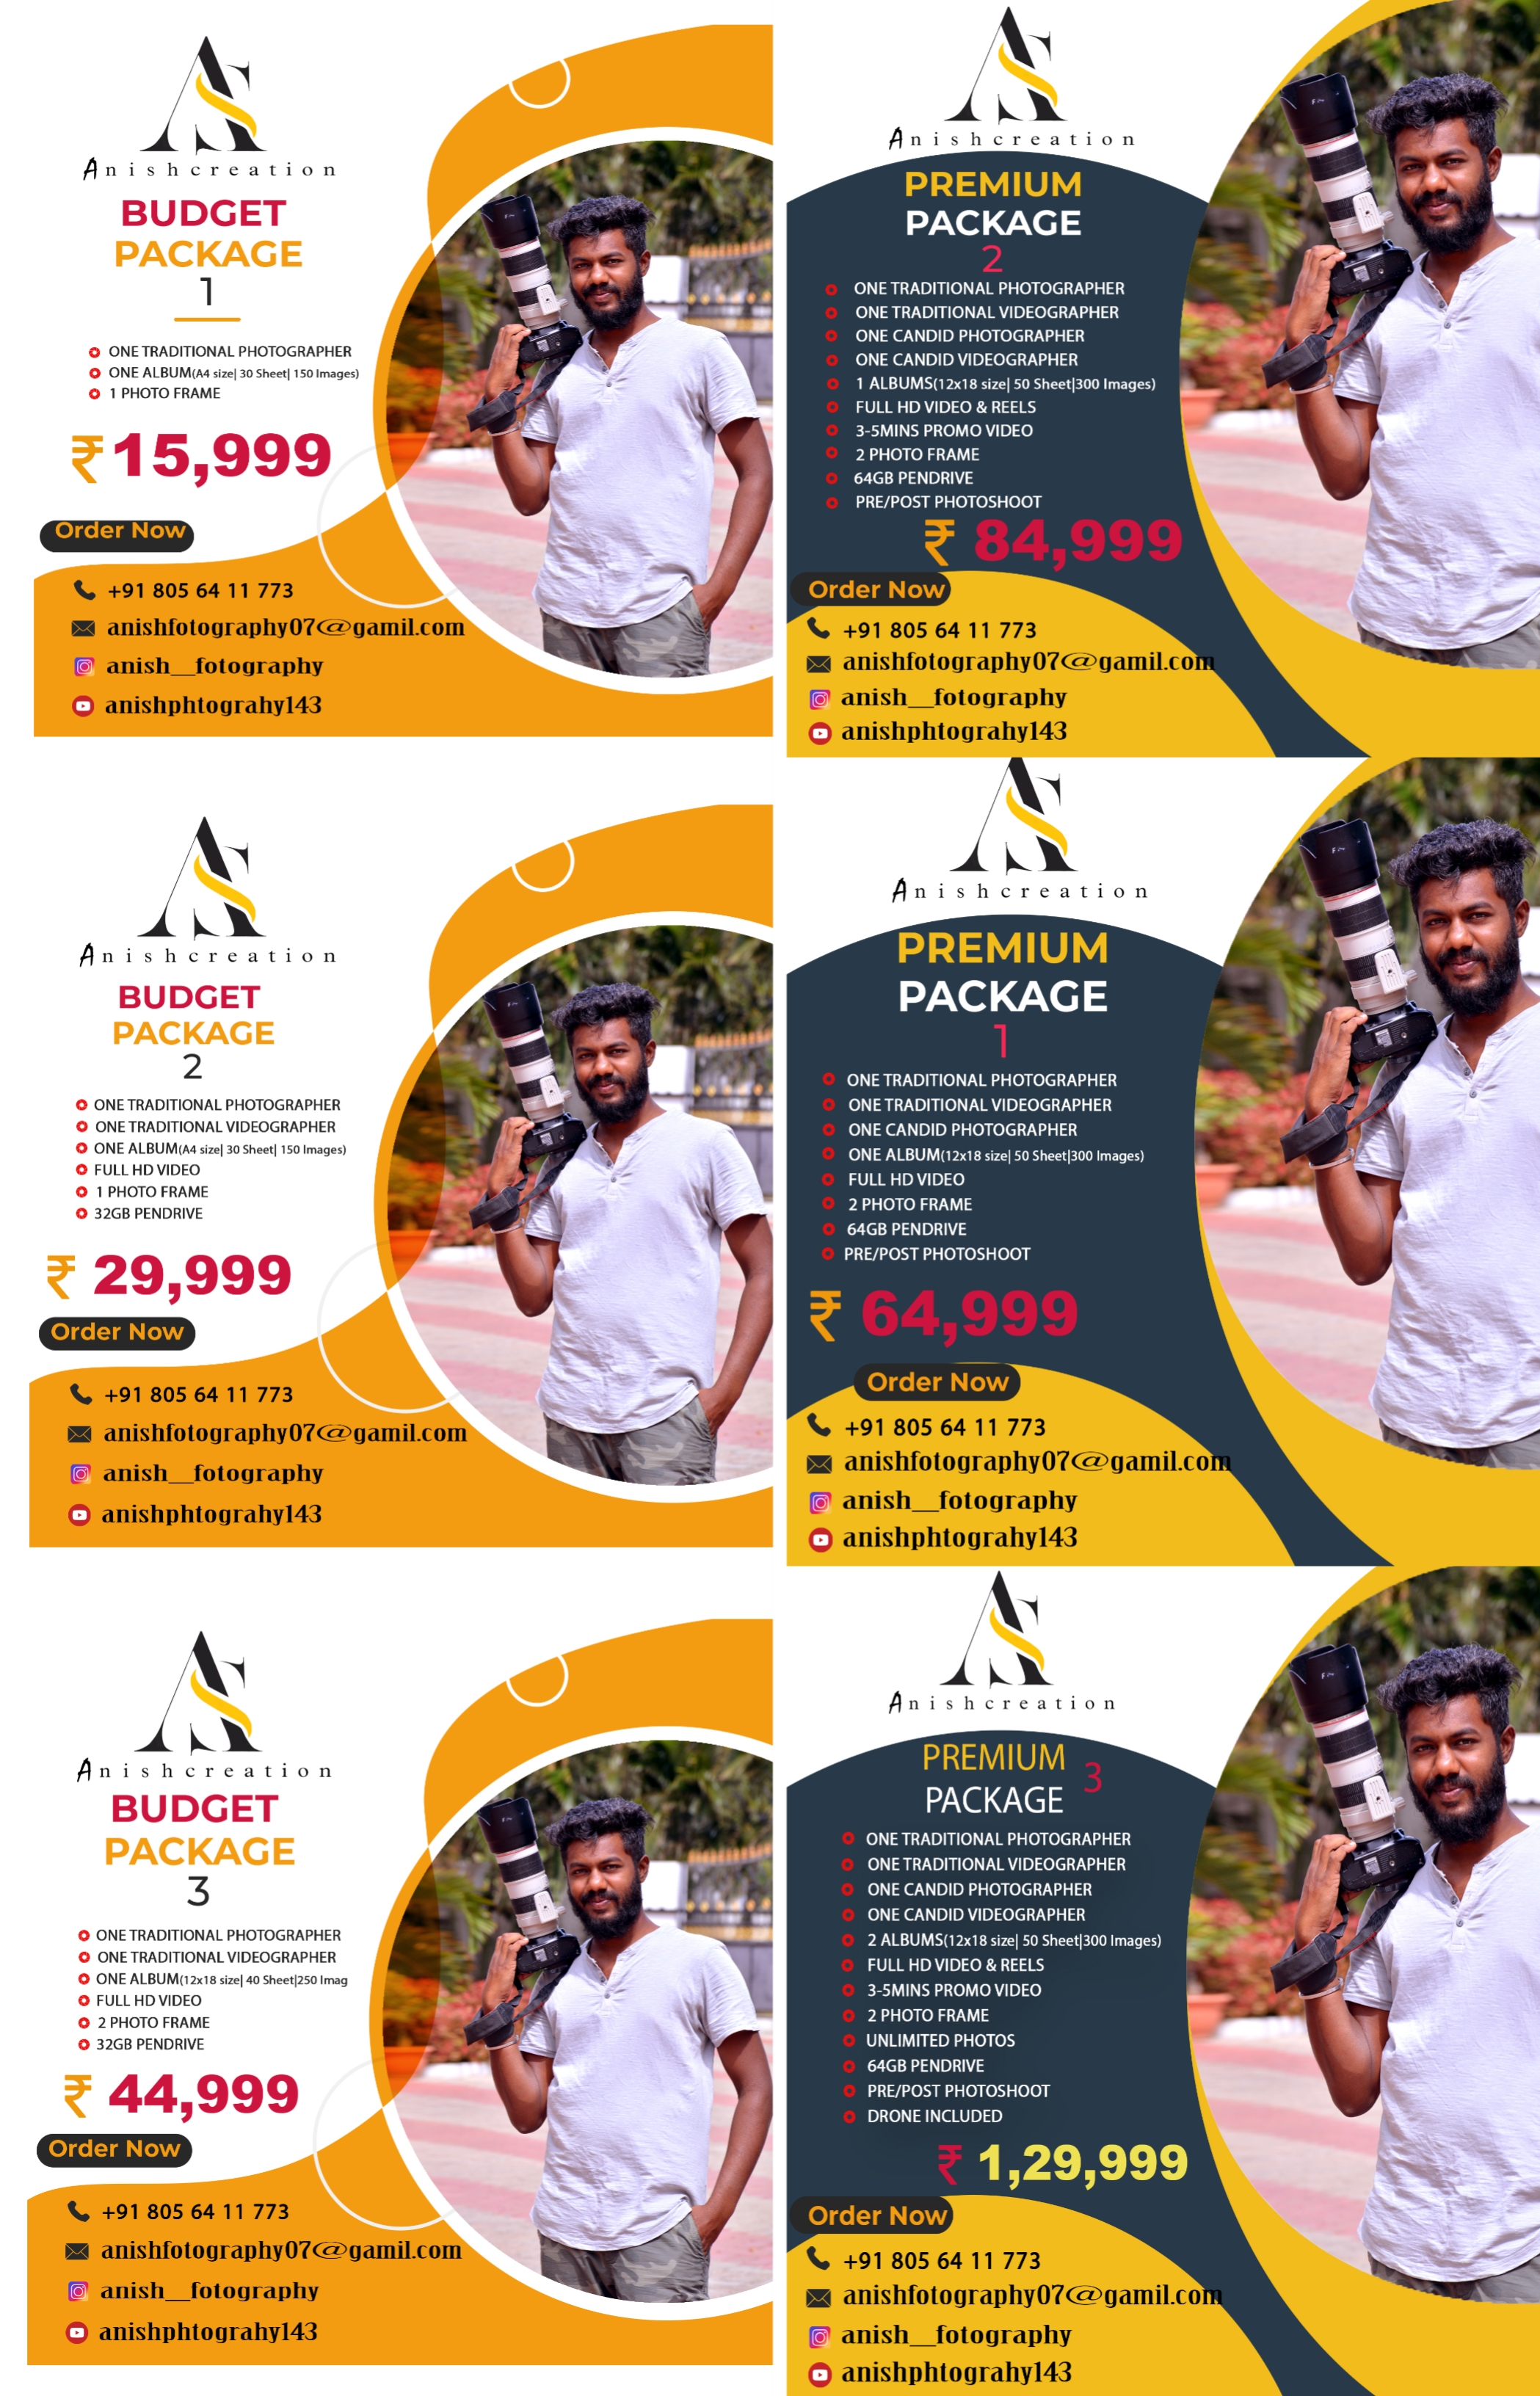 Anishcreation
BUDGET
PACKAGE
1
ONE TRADITIONAL PHOTOGRAPHER
ONE ALBUM(A4 size| 30 Sheet| 150 Images)
1 PHOTO FRAME
₹ 15,999
Order Now
+91 805 64 11 773
anishfotography07@gamil.com
anish__fotography
anishphtograhy143
Anishcreation
PREMIUM
PACKAGE
2
ONE TRADITIONAL PHOTOGRAPHER
ONE TRADITIONAL VIDEOGRAPHER
ONE CANDID PHOTOGRAPHER
ONE CANDID VIDEOGRAPHER
1 ALBUMS(12x18 size| 50 Sheet|300 Images)
FULL HD VIDEO & REELS
3-5MINS PROMO VIDEO
2 PHOTO FRAME
64GB PENDRIVE
PRE/POST PHOTOSHOOT
₹ 84,999
Order Now
+91 805 64 11 773
anishfotography07@gamil.com
anish__fotography
anishphtograhy143
Anishcreation
BUDGET
PACKAGE
2
ONE TRADITIONAL PHOTOGRAPHER
ONE TRADITIONAL VIDEOGRAPHER
ONE ALBUM(A4 size| 30 Sheet| 150 Images)
FULL HD VIDEO
1 PHOTO FRAME
32GB PENDRIVE
₹ 29,999
Order Now
+91 805 64 11 773
anishfotography07@gamil.com
anish__fotography
anishphtograhy143
Anishcreation
PREMIUM
PACKAGE
1
ONE TRADITIONAL PHOTOGRAPHER
ONE TRADITIONAL VIDEOGRAPHER
ONE CANDID PHOTOGRAPHER
ONE ALBUM(12x18 size| 50 Sheet|300 Images)
FULL HD VIDEO
2 PHOTO FRAME
64GB PENDRIVE
PRE/POST PHOTOSHOOT
₹ 64,999
Order Now
+91 805 64 11 773
anishfotography07@gamil.com
anish__fotography
anishphtograhy143
Anishcreation
BUDGET
PACKAGE
3
ONE TRADITIONAL PHOTOGRAPHER
ONE TRADITIONAL VIDEOGRAPHER
ONE ALBUM(12x18 size| 40 Sheet|250 Imag
FULL HD VIDEO
2 PHOTO FRAME
32GB PENDRIVE
₹ 44,999
Order Now
+91 805 64 11 773
anishfotography07@gamil.com
anish__fotography
anishphtograhy143
Anishcreation
PREMIUM
PACKAGE 3
ONE TRADITIONAL PHOTOGRAPHER
ONE TRADITIONAL VIDEOGRAPHER
ONE CANDID PHOTOGRAPHER
ONE CANDID VIDEOGRAPHER
2 ALBUMS(12x18 size| 50 Sheet|300 Images)
FULL HD VIDEO & REELS
3-5MINS PROMO VIDEO
2 PHOTO FRAME
UNLIMITED PHOTOS
64GB PENDRIVE
PRE/POST PHOTOSHOOT
DRONE INCLUDED
₹ 1,29,999
Order Now
+91 805 64 11 773
anishfotography07@gamil.com
anish__fotography
anishphtograhy143